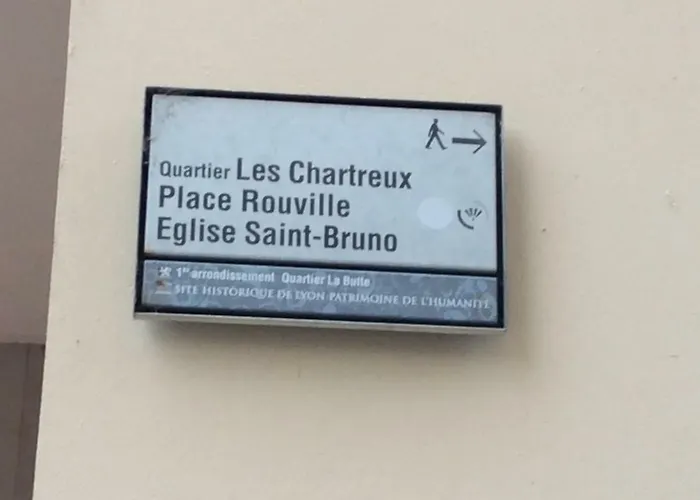 Quartier Les Chartreux
Place Rouville
Eglise Saint-Bruno
1er arrondissement Quartier La Butte
SITE HISTORIQUE DE LYON PATRIMOINE DE L'HUMANITÉ